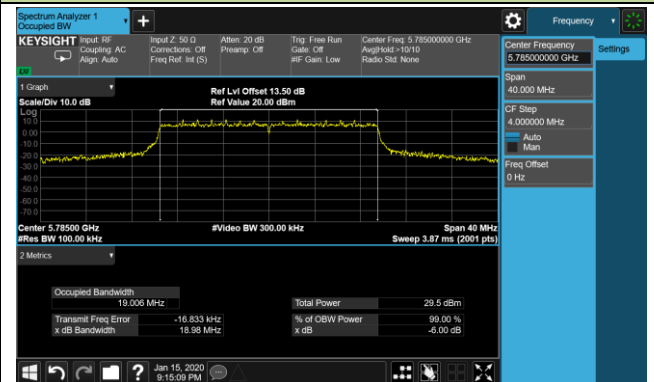 Spectrum Analyzer 1
Occupied BW
+
Frequency
KEYSIGHT
Input: RF
Coupling: AC
Align: Auto
Input Z: 50 Ω
Corrections: Off
Freq Ref: Int (S)
Atten: 20 dB
Preamp: Off
Trig: Free Run
Gate: Off
#IF Gain: Low
Center Freq: 5.785000000 GHz
Avg|Hold:>10/10
Radio Std: None
1 Graph
Scale/Div 10.0 dB
Ref Lvl Offset 13.50 dB
Ref Value 20.00 dBm
Log
10.0
0.00
-10.0
-20.0
-30.0
-40.0
-50.0
-60.0
-70.0
Center 5.78500 GHz
#Res BW 100.00 kHz
#Video BW 300.00 kHz
Span 40 MHz
Sweep 3.87 ms (2001 pts)
2 Metrics
Occupied Bandwidth
19.006 MHz
Total Power 29.5 dBm
Transmit Freq Error -16.833 kHz
% of OBW Power 99.00 %
x dB Bandwidth 18.98 MHz
x dB -6.00 dB
Center Frequency
5.785000000 GHz
Settings
Span
40.000 MHz
CF Step
4.000000 MHz
Auto
Man
Freq Offset
0 Hz
?
Jan 15, 2020
9:15:09 PM